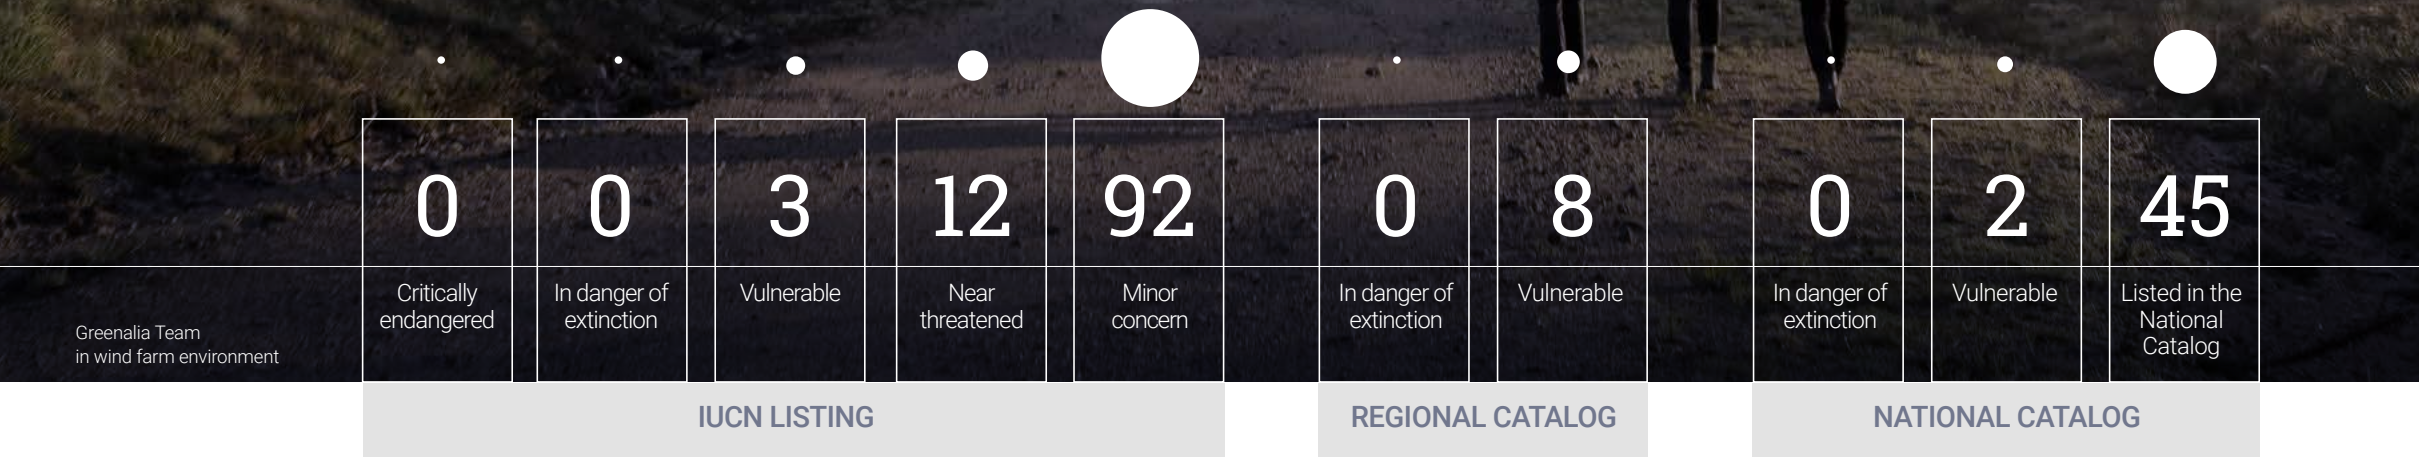 0
0
3
12
92
0
8
0
2
45
Critically
endangered
In danger of
extinction
Vulnerable
Near
threatened
Minor
concern
In danger of
extinction
Vulnerable
In danger of
extinction
Vulnerable
Listed in the
National
Catalog
Greenalia Team
in wind farm environment
IUCN LISTING
REGIONAL CATALOG
NATIONAL CATALOG